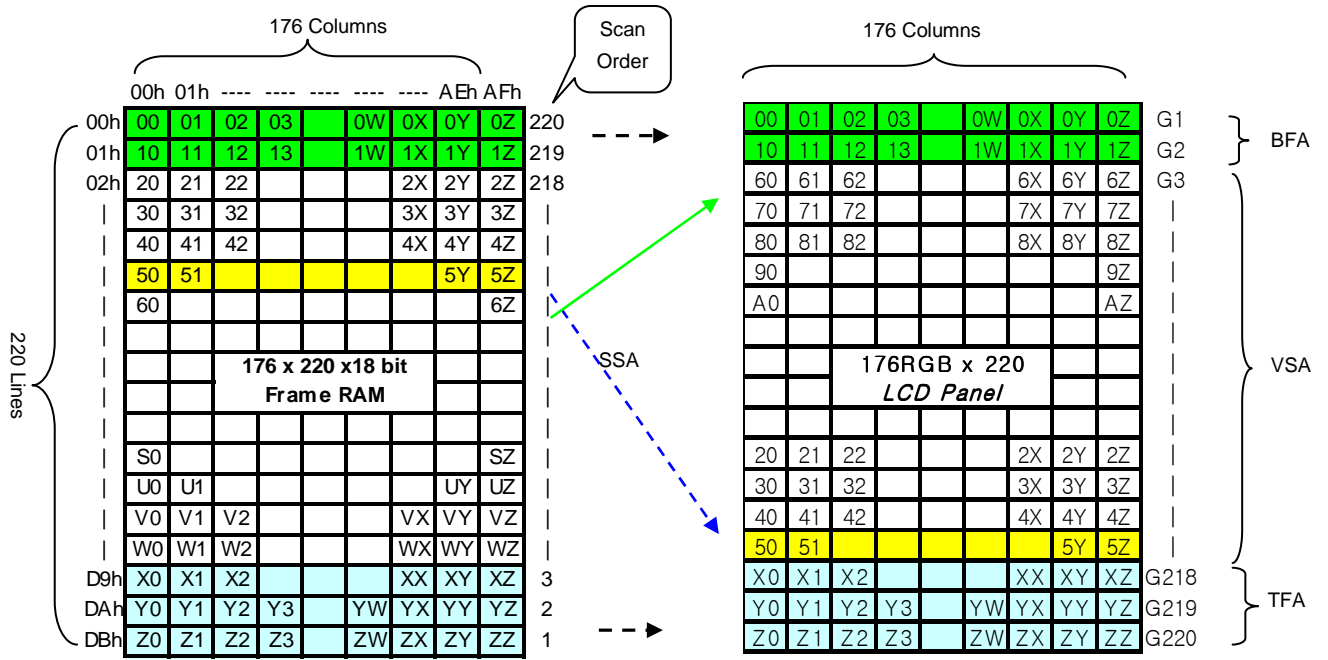 176 Columns
Scan
Order
176 Columns
00h 01h ---- ---- ---- ---- ---- AEh AFh
00h 00 01 02 03 0W 0X 0Y 0Z 220
01h 10 11 12 13 1W 1X 1Y 1Z 219
02h 20 21 22 2X 2Y 2Z 218
30 31 32 3X 3Y 3Z
40 41 42 4X 4Y 4Z
50 51 5Y 5Z
60 6Z
176 x 220 x18 bit
Frame RAM
S0 SZ
U0 U1 UY UZ
V0 V1 V2 VX VY VZ
W0 W1 W2 WX WY WZ
D9h X0 X1 X2 XX XY XZ 3
DAh Y0 Y1 Y2 Y3 YW YX YY YZ 2
DBh Z0 Z1 Z2 Z3 ZW ZX ZY ZZ 1
220 Lines
SSA
00 01 02 03 0W 0X 0Y 0Z G1
10 11 12 13 1W 1X 1Y 1Z G2
BFA
60 61 62 6X 6Y 6Z G3
70 71 72 7X 7Y 7Z
80 81 82 8X 8Y 8Z
90 9Z
A0 AZ
176RGB x 220
LCD Panel
VSA
20 21 22 2X 2Y 2Z
30 31 32 3X 3Y 3Z
40 41 42 4X 4Y 4Z
50 51 5Y 5Z
X0 X1 X2 XX XY XZ G218
Y0 Y1 Y2 Y3 YW YX YY YZ G219
TFA
Z0 Z1 Z2 Z3 ZW ZX ZY ZZ G220